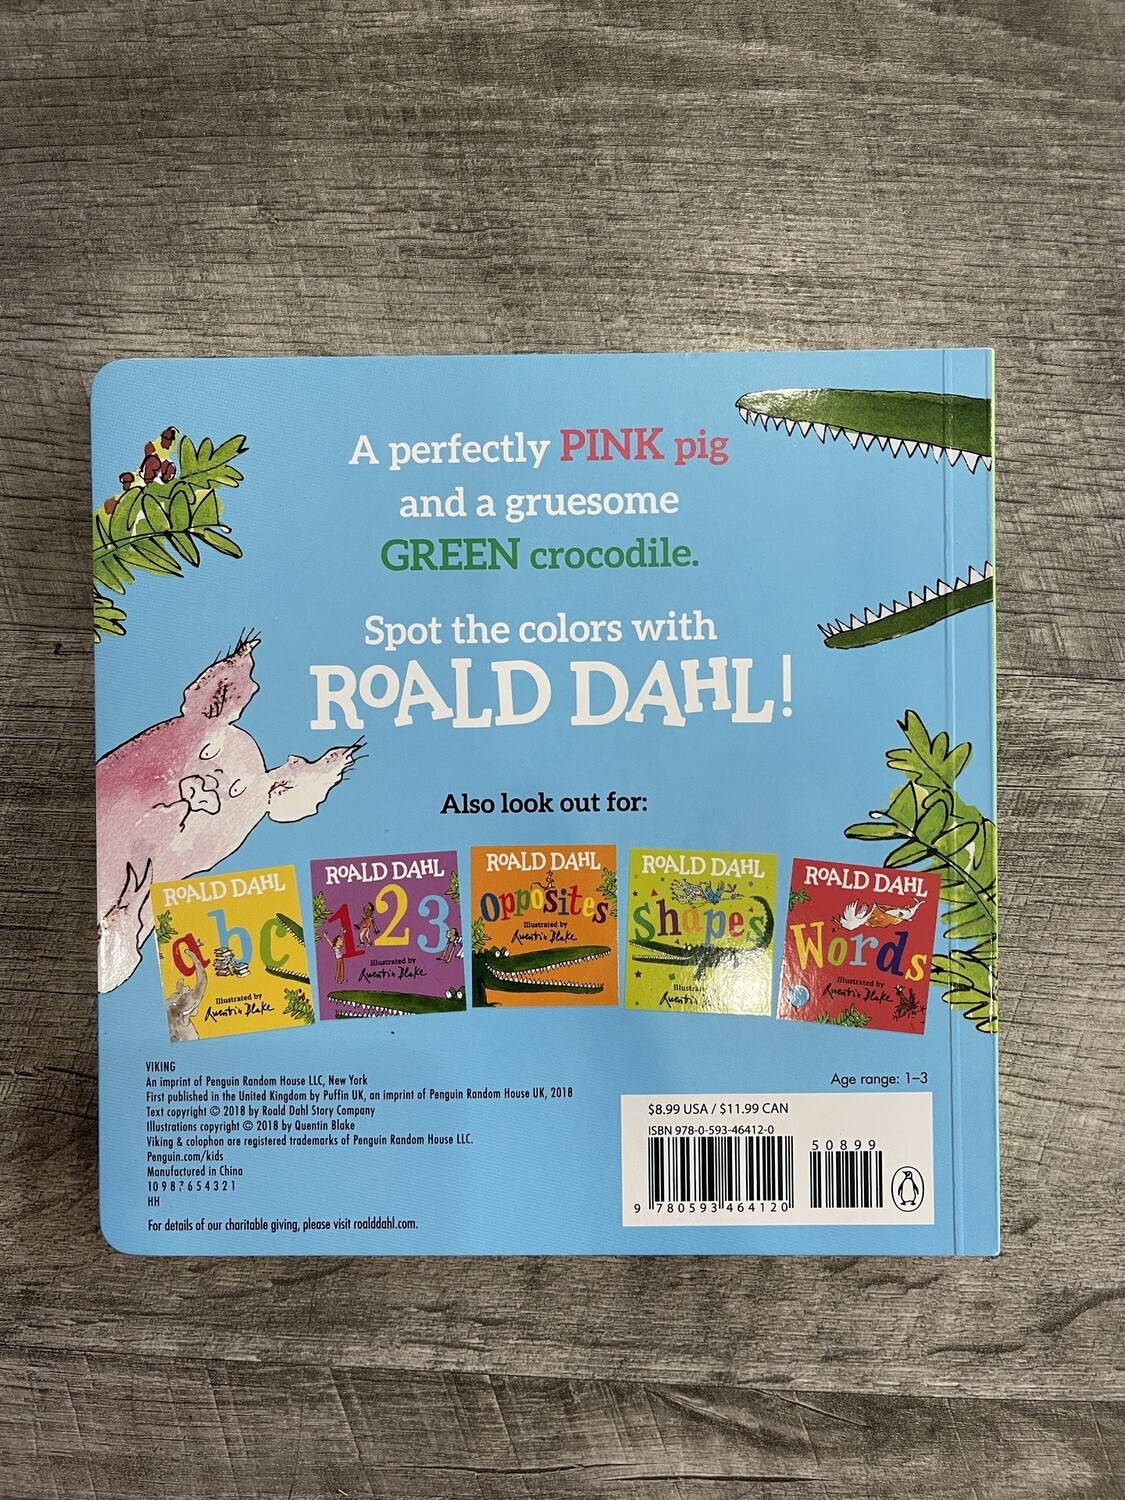 A perfectly PINK pig
and a gruesome
GREEN crocodile.
Spot the colors with
ROALD DAHL!
Also look out for:
ROALD DAHL
abc
Illustrated by
Quentin Blake
ROALD DAHL
123
Illustrated by
Quentin Blake
ROALD DAHL
Opposites
Illustrated by
Quentin Blake
ROALD DAHL
Shapes
ROALD DAHL
Words
Illustrated by
Quentin Blake
VIKING
An imprint of Penguin Random House LLC, New York
First published in the United Kingdom by Puffin UK, an imprint of Penguin Random House UK, 2018
Text copyright © 2018 by Roald Dahl Story Company
Illustrations copyright © 2018 by Quentin Blake
Viking & colophon are registered trademarks of Penguin Random House LLC.
Penguin.com/kids
Manufactured in China
10 9 8 7 6 5 4 3 2 1
HH
For details of our charitable giving, please visit roalddahl.com.
Age range: 1–3
$8.99 USA / $11.99 CAN
ISBN 978-0-593-46412-0
50899
9 780593 464120